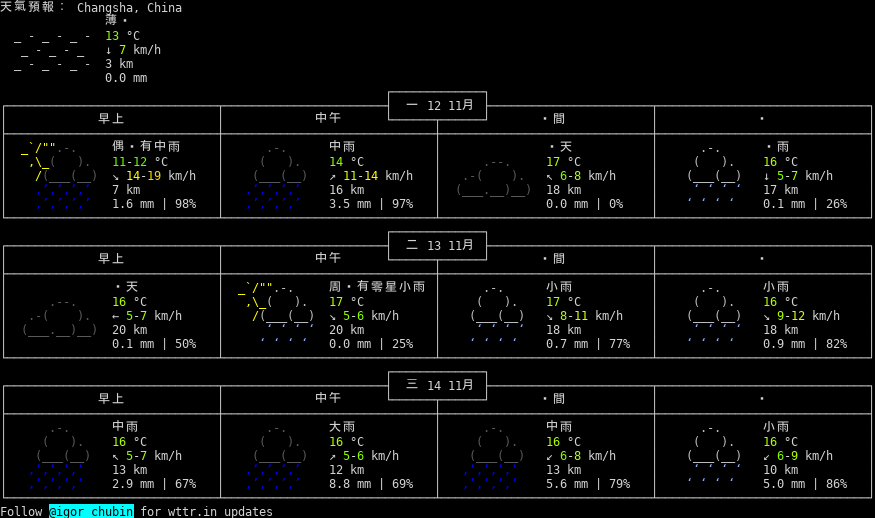 天氣預報： Changsha, China
薄・
13 °C
↓ 7 km/h
3 km
0.0 mm
一 12 11月
早上 中午 ・間 ・
偶・有中雨 中雨 ・天 ・雨
11-12 °C 14 °C 17 °C 16 °C
↘ 14-19 km/h ↗ 11-14 km/h ↖ 6-8 km/h ↓ 5-7 km/h
7 km 16 km 18 km 17 km
1.6 mm | 98% 3.5 mm | 97% 0.0 mm | 0% 0.1 mm | 26%
二 13 11月
早上 中午 ・間 ・
・天 周・有零星小雨 小雨 小雨
16 °C 17 °C 17 °C 16 °C
← 5-7 km/h ↘ 5-6 km/h ↘ 8-11 km/h ↘ 9-12 km/h
20 km 20 km 18 km 18 km
0.1 mm | 50% 0.0 mm | 25% 0.7 mm | 77% 0.9 mm | 82%
三 14 11月
早上 中午 ・間 ・
中雨 大雨 中雨 小雨
16 °C 16 °C 16 °C 16 °C
↖ 5-7 km/h ↗ 5-6 km/h ↙ 6-8 km/h ↙ 6-9 km/h
13 km 12 km 13 km 10 km
2.9 mm | 67% 8.8 mm | 69% 5.6 mm | 79% 5.0 mm | 86%
Follow @igor_chubin for wttr.in updates